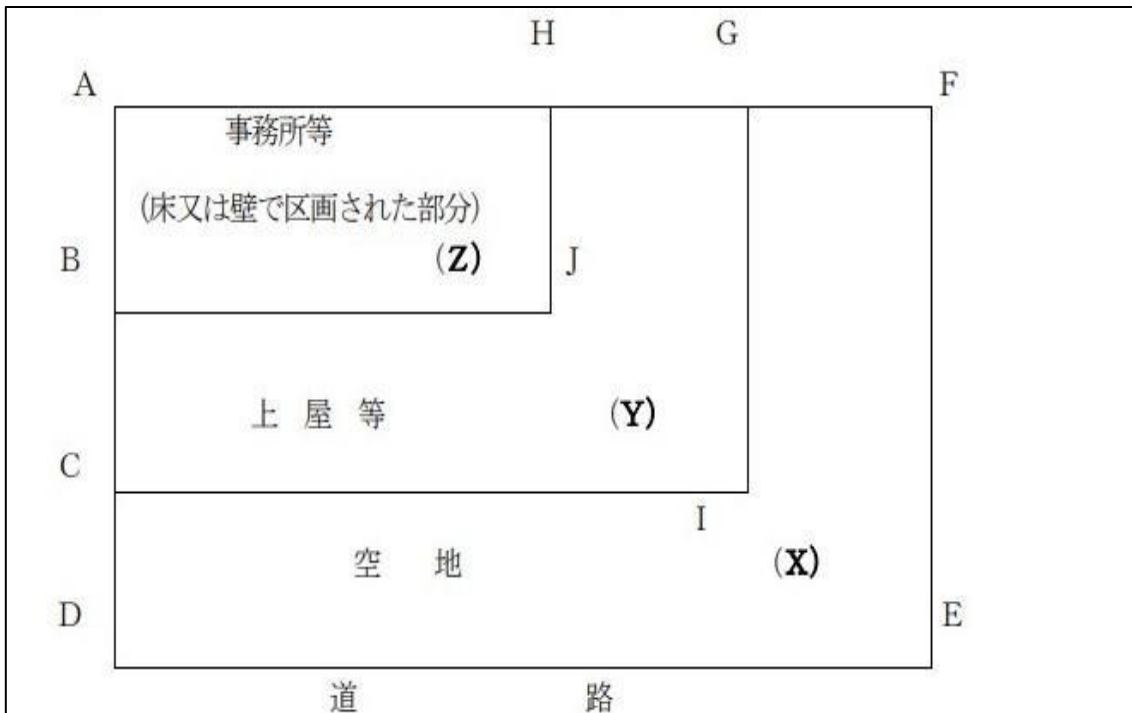 H G
A F
事務所等
(床又は壁で区画された部分)
B (Z) J
上 屋 等 (Y)
C
I
空 地 (X)
D E
道 路